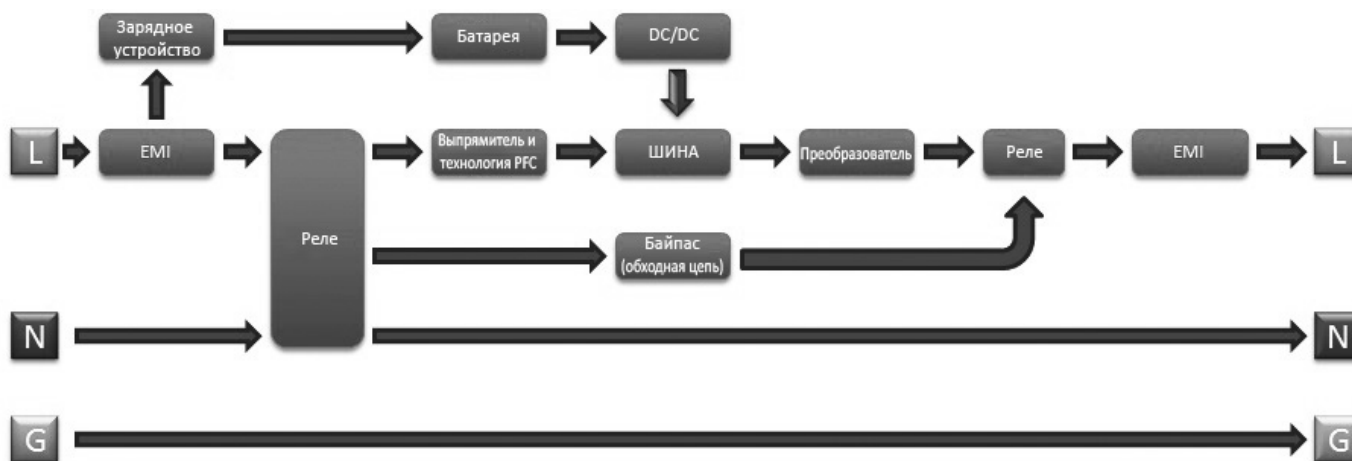 Зарядное
устройство
Батарея
DC/DC
L
EMI
Выпрямитель и
технология PFC
ШИНА
Преобразователь
Реле
EMI
L
Реле
Байпас
(обходная цепь)
N
N
G
G